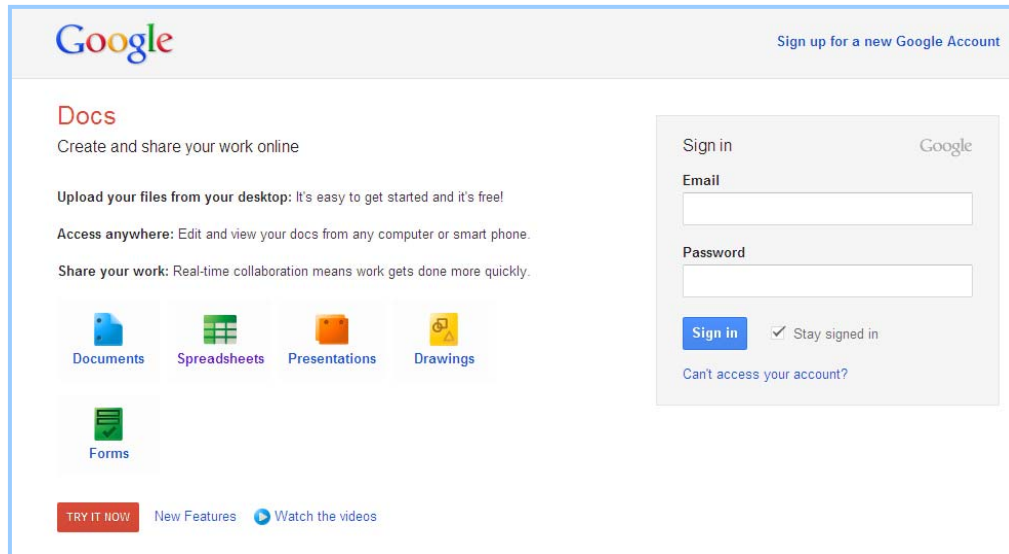 Google
Sign up for a new Google Account
Docs
Create and share your work online
Upload your files from your desktop: It's easy to get started and it's free!
Access anywhere: Edit and view your docs from any computer or smart phone.
Share your work: Real-time collaboration means work gets done more quickly.
Documents Spreadsheets Presentations Drawings
Forms
TRY IT NOW New Features Watch the videos
Sign in Google
Email
Password
Sign in Stay signed in
Can't access your account?